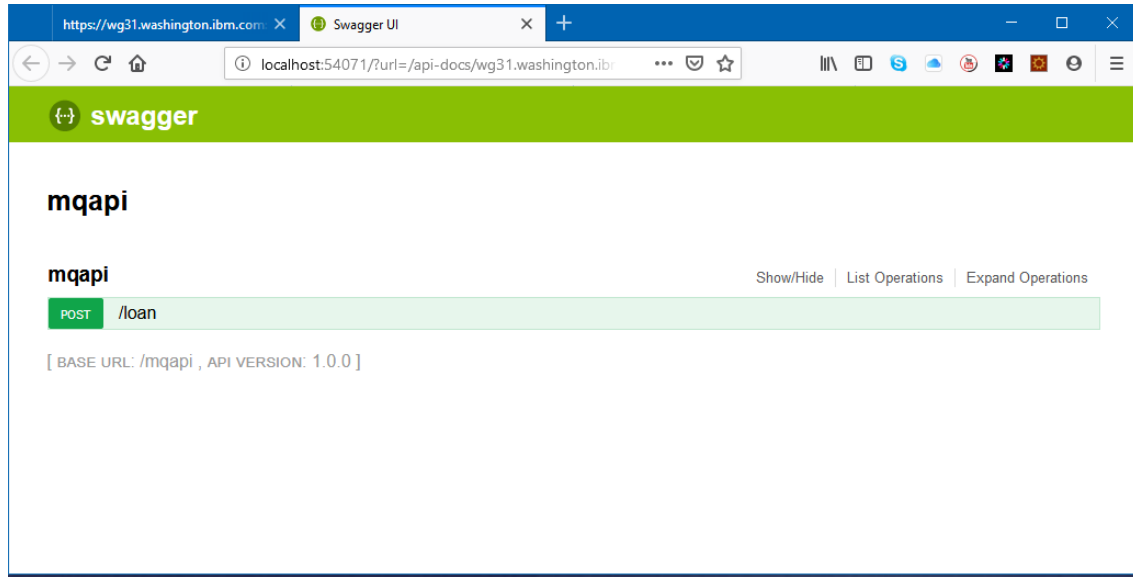 https://wg31.washington.ibm.com Swagger UI
localhost:54071/?url=/api-docs/wg31.washington.ib
swagger
mqapi
mqapi Show/Hide List Operations Expand Operations
POST /loan
[ BASE URL: /mqapi , API VERSION: 1.0.0 ]